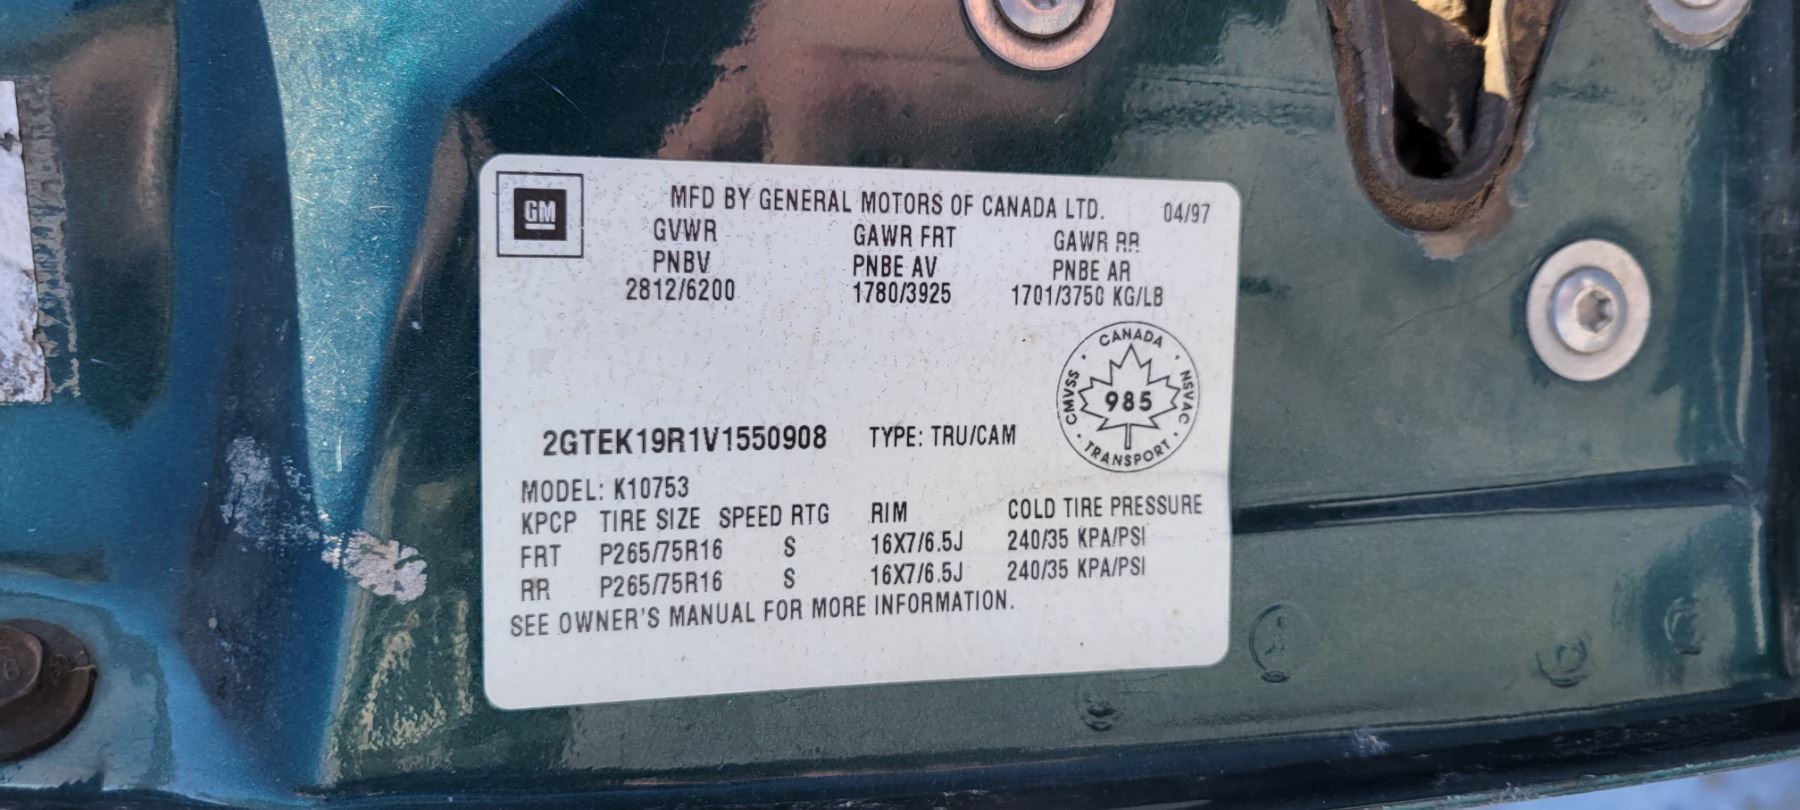 GM
MFD BY GENERAL MOTORS OF CANADA LTD. 04/97
GVWR GAWR FRT GAWR RR
PNBV PNBE AV PNBE AR
2812/6200 1780/3925 1701/3750 KG/LB
CANADA
CMVSS 985 NSVAC
TRANSPORT
2GTEK19R1V1550908 TYPE: TRU/CAM
MODEL: K10753
KPCP TIRE SIZE SPEED RTG RIM COLD TIRE PRESSURE
FRT P265/75R16 S 16X7/6.5J 240/35 KPA/PSI
RR P265/75R16 S 16X7/6.5J 240/35 KPA/PSI
SEE OWNER'S MANUAL FOR MORE INFORMATION.